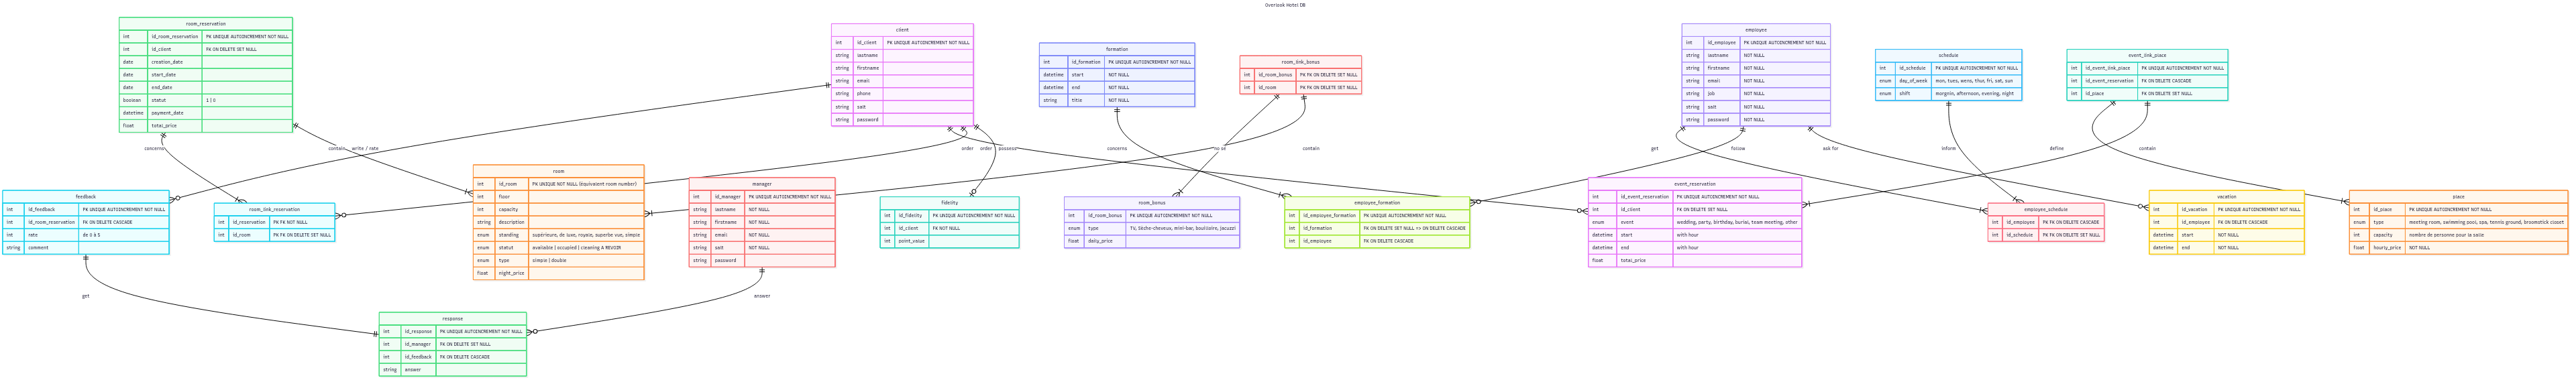 Overlook Hotel DB
room_reservation
int id_room_reservation PK UNIQUE AUTOINCREMENT NOT NULL
int id_client FK ON DELETE SET NULL
date creation_date
date start_date
date end_date
boolean statut 1 | 0
datetime payment_date
float total_price
client
int id_client PK UNIQUE AUTOINCREMENT NOT NULL
string lastname
string firstname
string email
string phone
string salt
string password
formation
int id_formation PK UNIQUE AUTOINCREMENT NOT NULL
datetime start NOT NULL
datetime end NOT NULL
string title NOT NULL
room_link_bonus
int id_room_bonus PK FK ON DELETE SET NULL
int id_room PK FK ON DELETE SET NULL
employee
int id_employee PK UNIQUE AUTOINCREMENT NOT NULL
string lastname NOT NULL
string firstname NOT NULL
string email NOT NULL
string job NOT NULL
string salt NOT NULL
string password NOT NULL
schedule
int id_schedule PK UNIQUE AUTOINCREMENT NOT NULL
enum day_of_week mon, tues, wens, thur, fri, sat, sun
enum shift morgnin, afternoon, evening, night
event_link_place
int id_event_link_place PK UNIQUE AUTOINCREMENT NOT NULL
int id_event_reservation FK ON DELETE CASCADE
int id_place FK ON DELETE SET NULL
concerns
contain
write / rate
order
order
possess
concerns
contain
get
follow
ask for
inform
define
contain
feedback
int id_feedback PK UNIQUE AUTOINCREMENT NOT NULL
int id_room_reservation FK ON DELETE CASCADE
int rate de 0 à 5
string comment
room_link_reservation
int id_reservation PK FK NOT NULL
int id_room PK FK ON DELETE SET NULL
room
int id_room PK UNIQUE NOT NULL (équivalent room number)
int floor
int capacity
string description
enum standing supérieure, de luxe, royale, superbe vue, simple
enum statut available | occupied | cleaning A REVOIR
enum type simple | double
float night_price
manager
int id_manager PK UNIQUE AUTOINCREMENT NOT NULL
string lastname NOT NULL
string firstname NOT NULL
string email NOT NULL
string salt NOT NULL
string password
fidelity
int id_fidelity PK UNIQUE AUTOINCREMENT NOT NULL
int id_client FK NOT NULL
int point_value
room_bonus
int id_room_bonus PK UNIQUE AUTOINCREMENT NOT NULL
enum type TV, Sèche-cheveux, mini-bar, bouilloire, jacuzzi
float daily_price
employee_formation
int id_employee_formation PK UNIQUE AUTOINCREMENT NOT NULL
int id_formation FK ON DELETE SET NULL <> ON DELETE CASCADE
int id_employee FK ON DELETE CASCADE
event_reservation
int id_event_reservation PK UNIQUE AUTOINCREMENT NOT NULL
int id_client FK ON DELETE SET NULL
enum event wedding, party, birthday, burial, team meeting, other
datetime start with hour
datetime end with hour
float total_price
employee_schedule
int id_employee PK FK ON DELETE CASCADE
int id_schedule PK FK ON DELETE SET NULL
vacation
int id_vacation PK UNIQUE AUTOINCREMENT NOT NULL
int id_employee FK ON DELETE CASCADE
datetime start NOT NULL
datetime end NOT NULL
place
int id_place PK UNIQUE AUTOINCREMENT NOT NULL
enum type meeting room, swimming pool, spa, tennis ground, broomstick closet
int capacity nombre de personne pour la salle
float hourly_price NOT NULL
get
answer
response
int id_response PK UNIQUE AUTOINCREMENT NOT NULL
int id_manager FK ON DELETE SET NULL
int id_feedback FK ON DELETE CASCADE
string answer